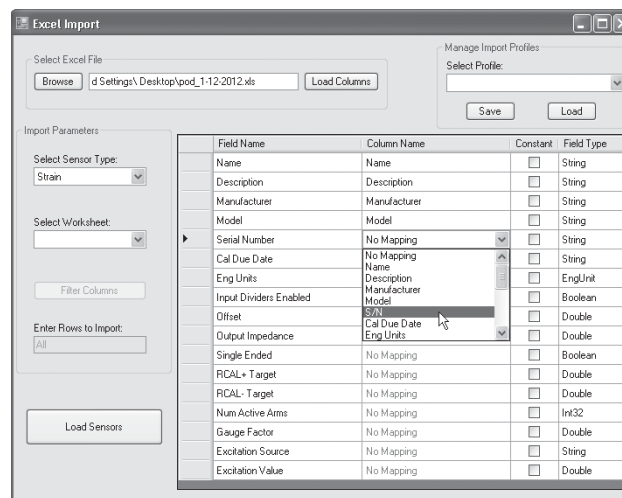 Excel Import
Select Excel File
Browse d Settings\ Desktop\pod_1-12-2012.xls Load Columns
Manage Import Profiles
Select Profile:
Save Load
Import Parameters
Select Sensor Type:
Strain
Select Worksheet:
Filter Columns
Enter Rows to Import:
All
Load Sensors
Field Name Column Name Constant Field Type
Name Name String
Description Description String
Manufacturer Manufacturer String
Model Model String
Serial Number No Mapping String
Cal Due Date String
Eng Units EngUnit
Input Dividers Enabled Boolean
Offset Double
Output Impedance Double
No Mapping
Name
Description
Manufacturer
Model
S/N
Cal Due Date
Eng Units
Single Ended No Mapping Boolean
RCAL+ Target No Mapping Double
RCAL- Target No Mapping Double
Num Active Arms No Mapping Int32
Gauge Factor No Mapping Double
Excitation Source No Mapping String
Excitation Value No Mapping Double